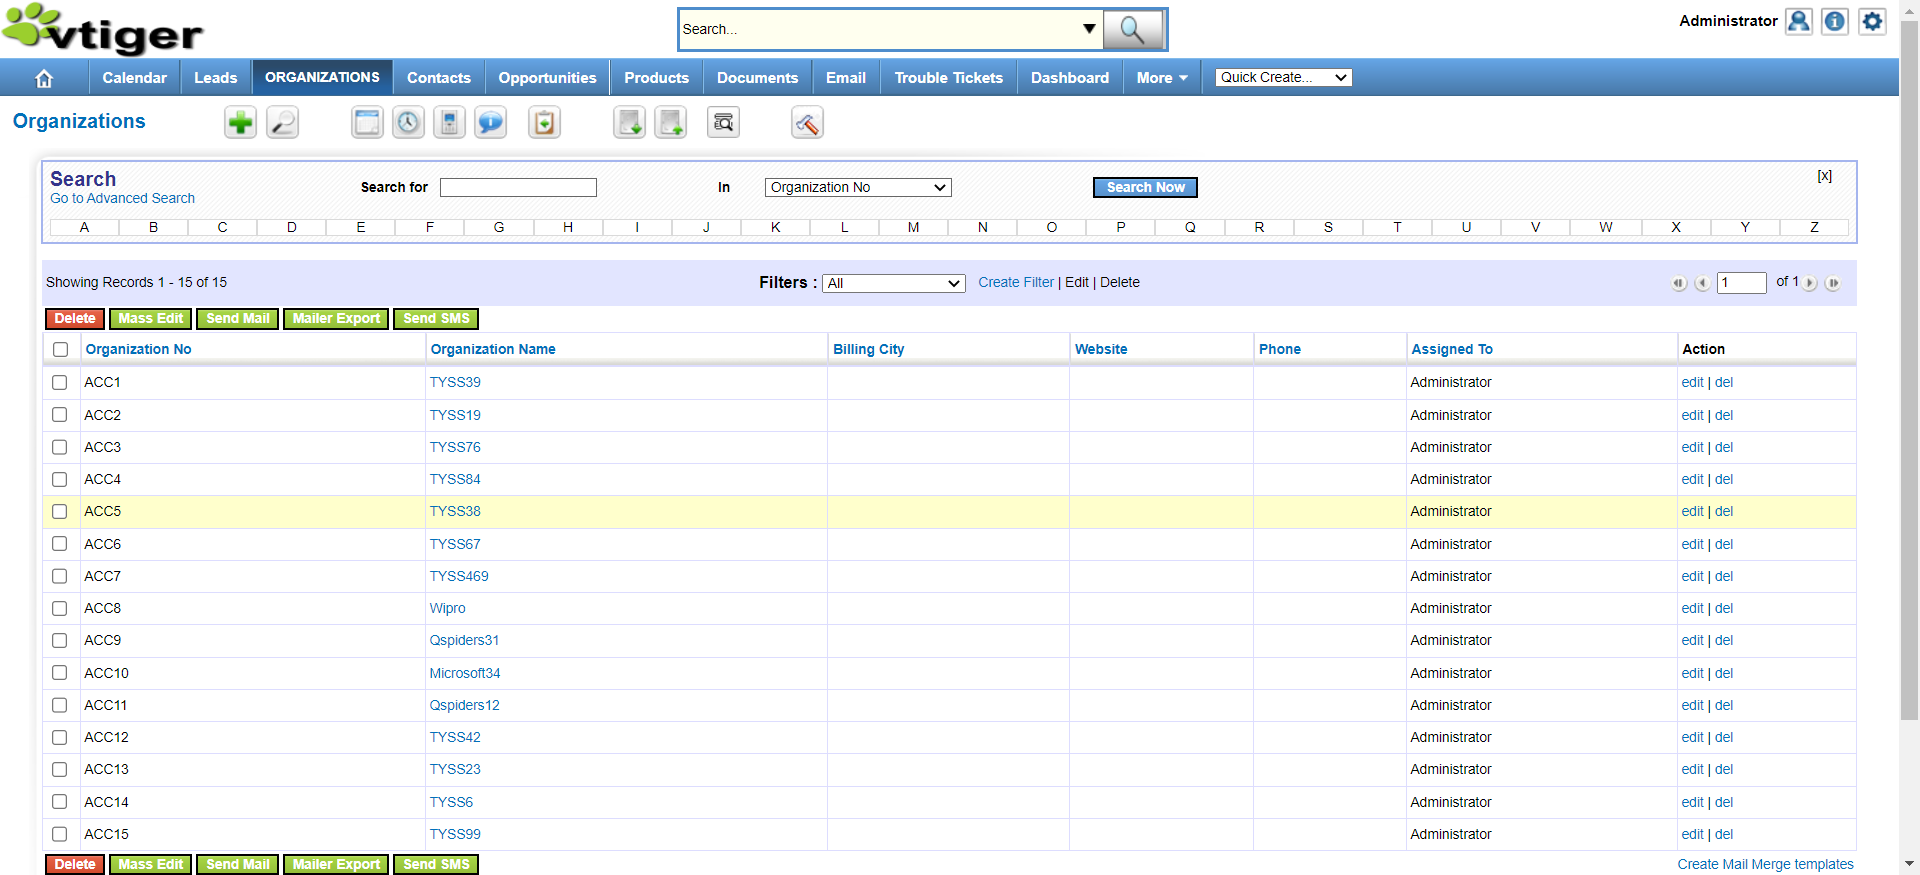 vtiger
Search...
Administrator
Calendar Leads ORGANIZATIONS Contacts Opportunities Products Documents Email Trouble Tickets Dashboard More Quick Create...
Organizations
Search
Go to Advanced Search
Search for In Organization No Search Now [x]
A B C D E F G H I J K L M N O P Q R S T U V W X Y Z
Showing Records 1 - 15 of 15 Filters : All Create Filter | Edit | Delete 1 of 1
Delete Mass Edit Send Mail Mailer Export Send SMS
Organization No Organization Name Billing City Website Phone Assigned To Action
ACC1 TYSS39 Administrator edit | del
ACC2 TYSS19 Administrator edit | del
ACC3 TYSS76 Administrator edit | del
ACC4 TYSS84 Administrator edit | del
ACC5 TYSS38 Administrator edit | del
ACC6 TYSS67 Administrator edit | del
ACC7 TYSS469 Administrator edit | del
ACC8 Wipro Administrator edit | del
ACC9 Qspiders31 Administrator edit | del
ACC10 Microsoft34 Administrator edit | del
ACC11 Qspiders12 Administrator edit | del
ACC12 TYSS42 Administrator edit | del
ACC13 TYSS23 Administrator edit | del
ACC14 TYSS6 Administrator edit | del
ACC15 TYSS99 Administrator edit | del
Delete Mass Edit Send Mail Mailer Export Send SMS Create Mail Merge templates